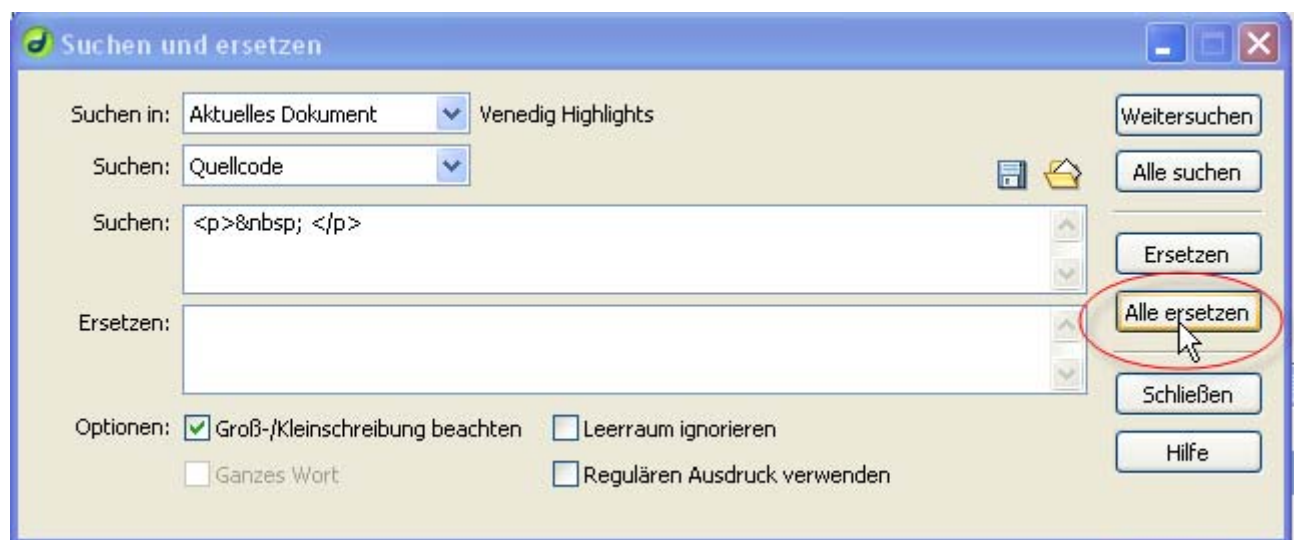 Suchen und ersetzen
Suchen in: Aktuelles Dokument Venedig Highlights
Weitersuchen
Suchen: Quellcode
Alle suchen
Suchen: <p>&nbsp; </p>
Ersetzen
Ersetzen:
Alle ersetzen
Schließen
Optionen: Groß-/Kleinschreibung beachten Leerraum ignorieren
Hilfe
Ganzes Wort Regulären Ausdruck verwenden